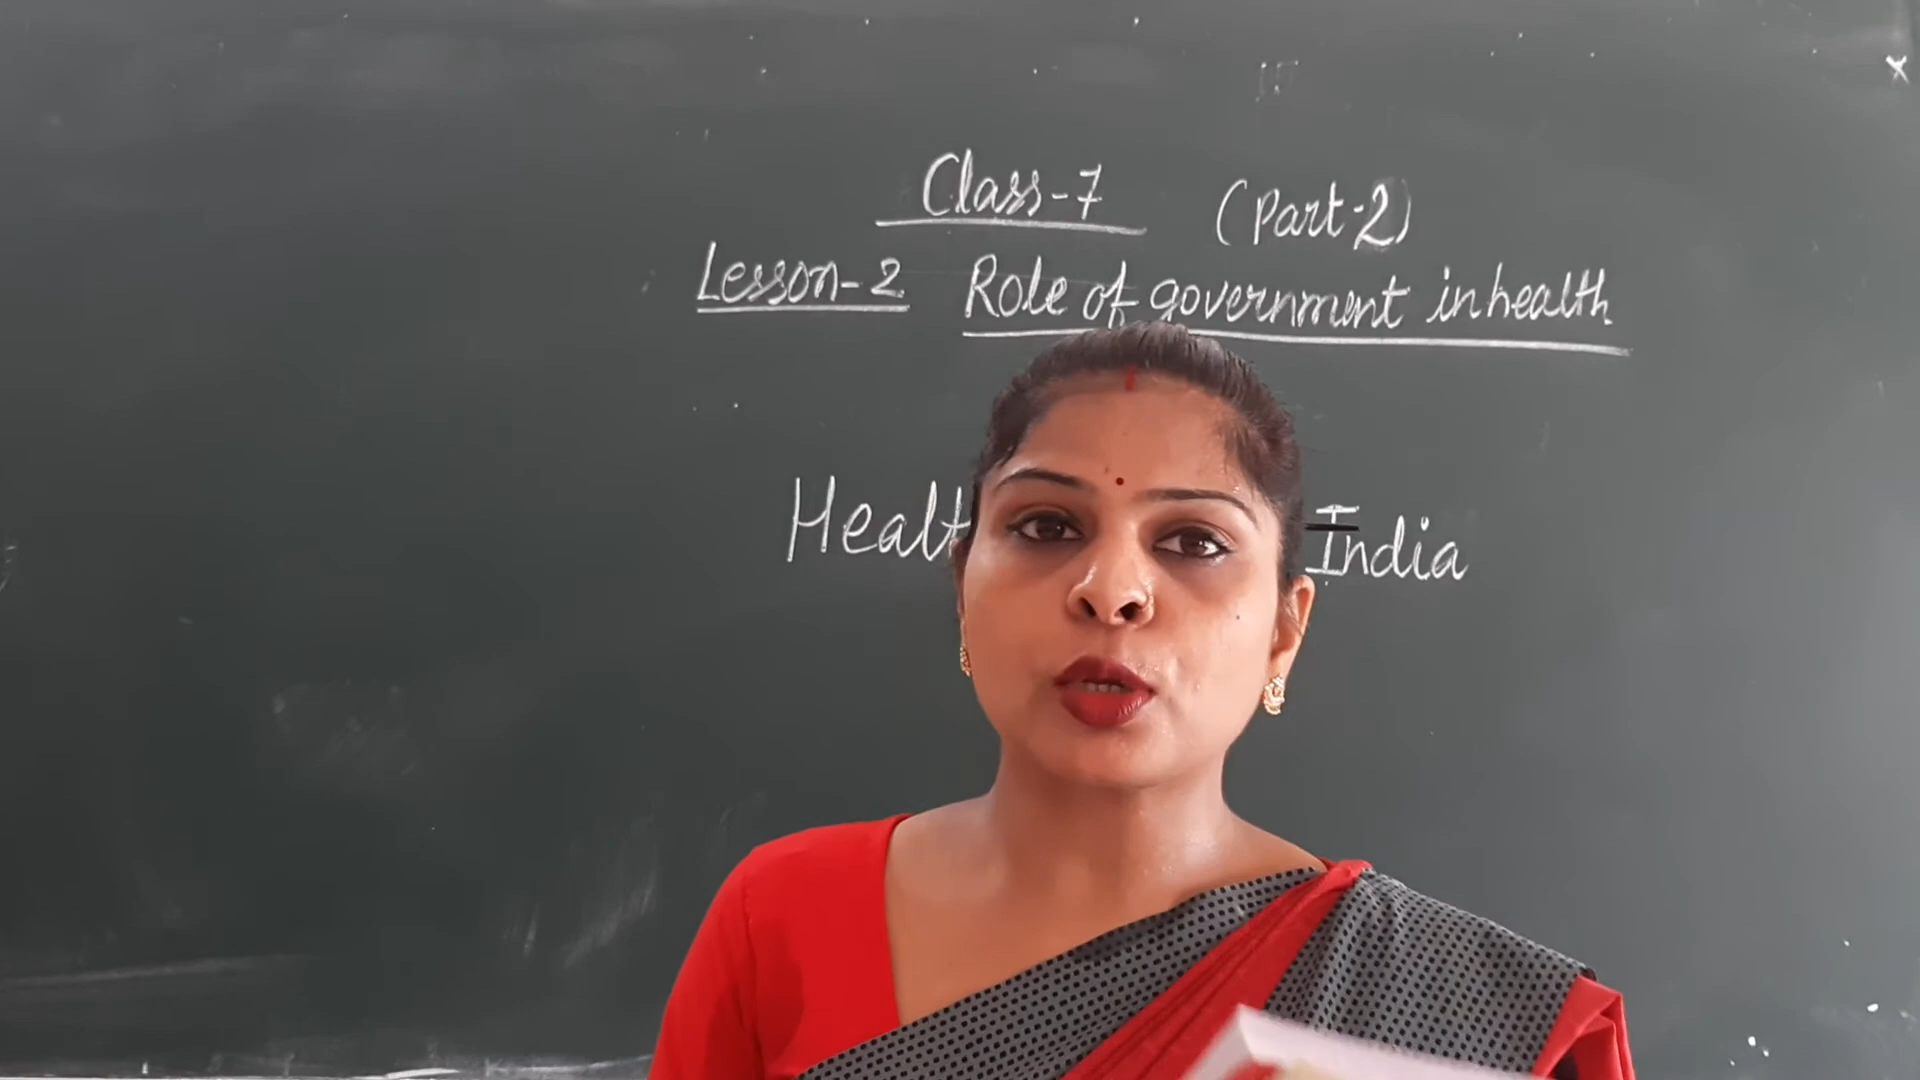 Class-7 (Part-2)
Lesson-2 Role of government in health
Healt India